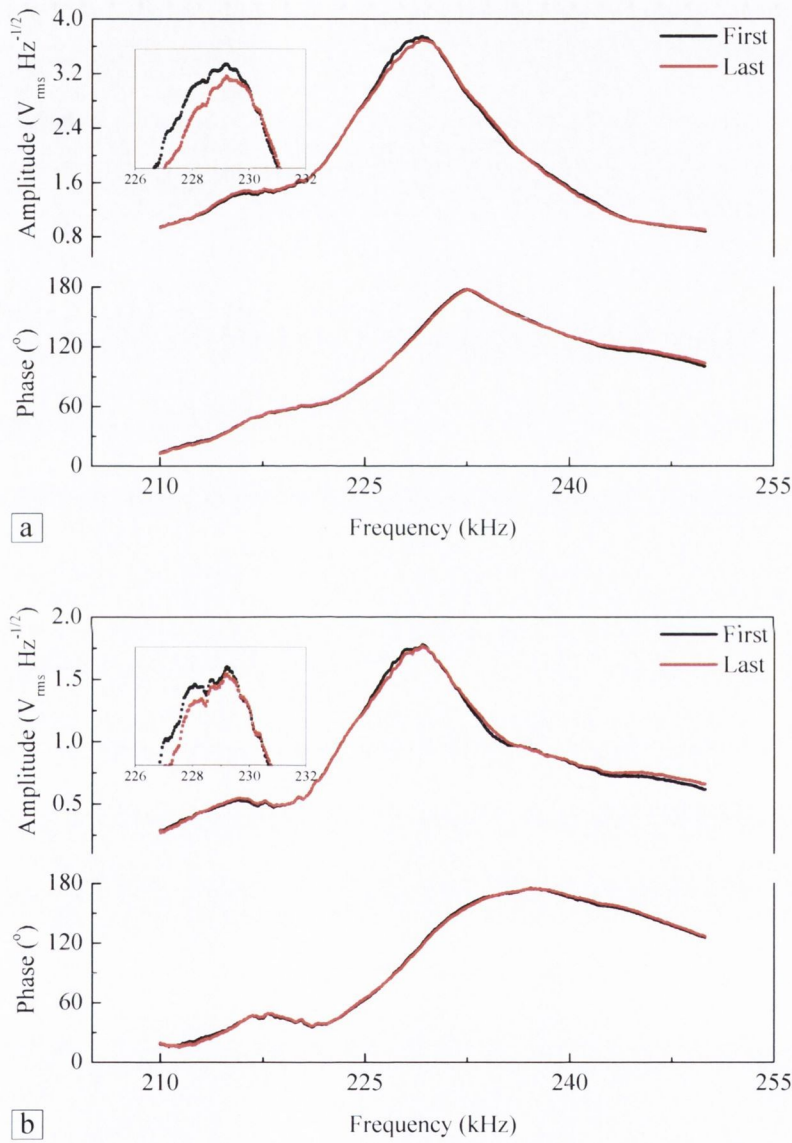 4.0
3.2
2.4
1.6
0.8
Amplitude (V_rms Hz^-1/2)
First
Last
226 228 230 232
180
120
60
0
Phase (°)
210 225 240 255
a
Frequency (kHz)
2.0
1.5
1.0
0.5
Amplitude (V_rms Hz^-1/2)
First
Last
226 228 230 232
180
120
60
0
Phase (°)
210 225 240 255
b
Frequency (kHz)